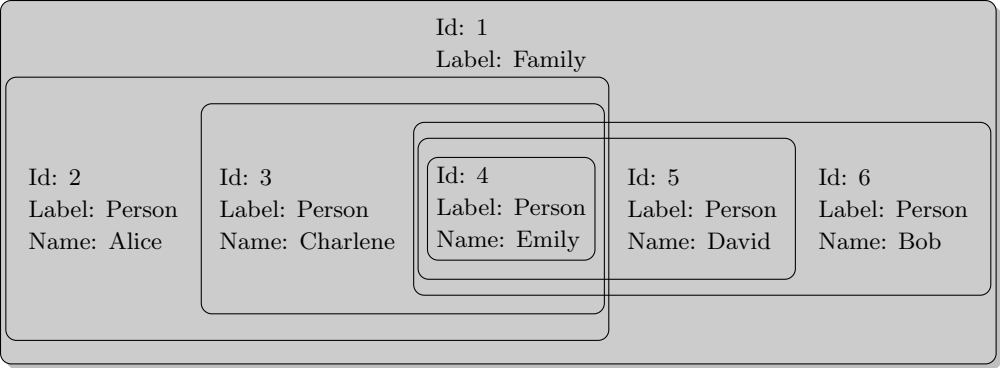 Id: 1
Label: Family
Id: 2
Label: Person
Name: Alice
Id: 3
Label: Person
Name: Charlene
Id: 4
Label: Person
Name: Emily
Id: 5
Label: Person
Name: David
Id: 6
Label: Person
Name: Bob